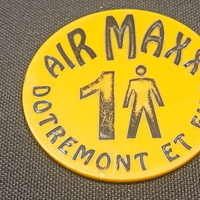 AIR MAXX
1
DOTREMONT ET